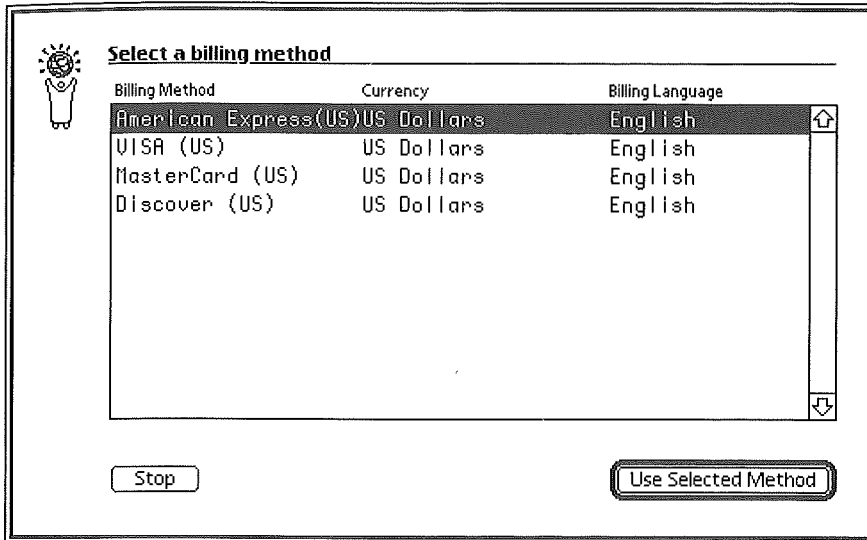 Select a billing method
Billing Method Currency Billing Language
American Express(US)US Dollars English
VISA (US) US Dollars English
MasterCard (US) US Dollars English
Discover (US) US Dollars English
Stop Use Selected Method